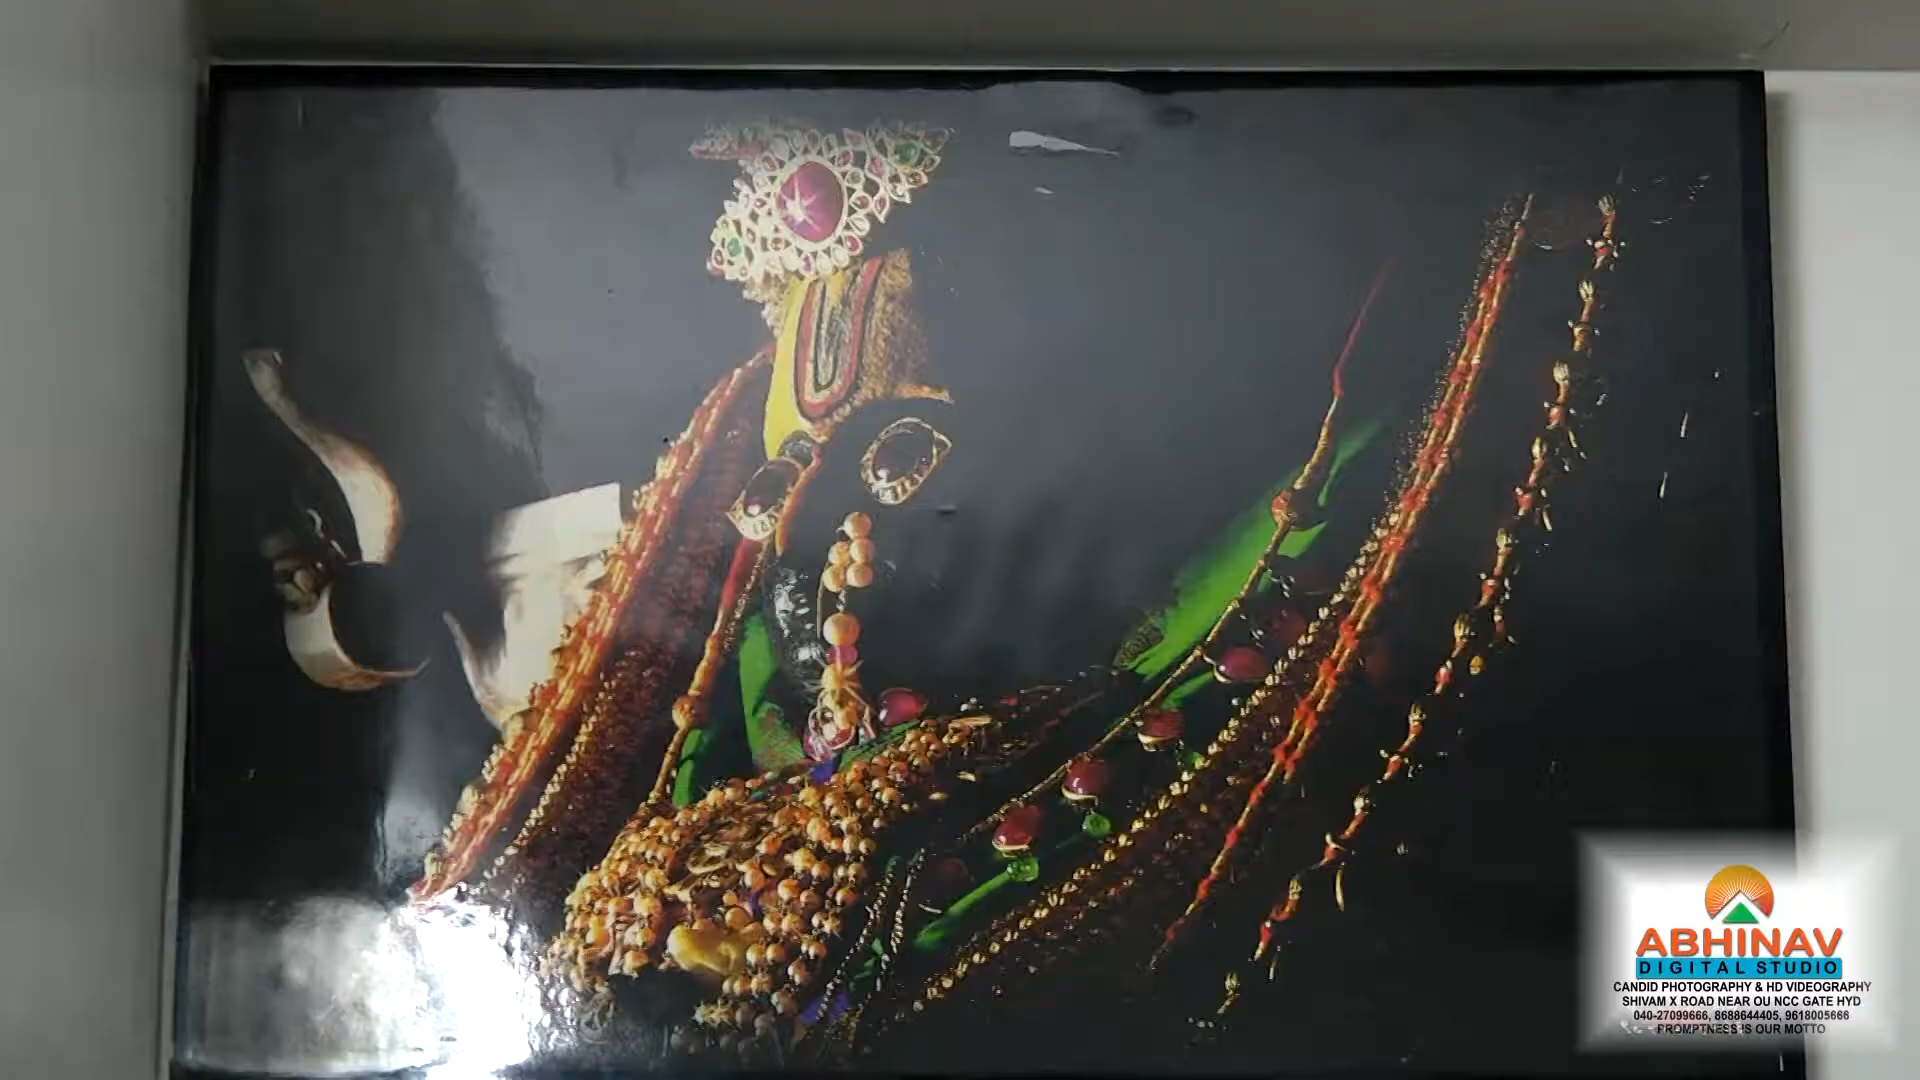 ABHINAV
DIGITAL STUDIO
CANDID PHOTOGRAPHY & HD VIDEOGRAPHY
SHIVAM X ROAD NEAR OU NCC GATE HYD
040-27099666, 8688644405, 9618005666
PROMPTNESS IS OUR MOTTO